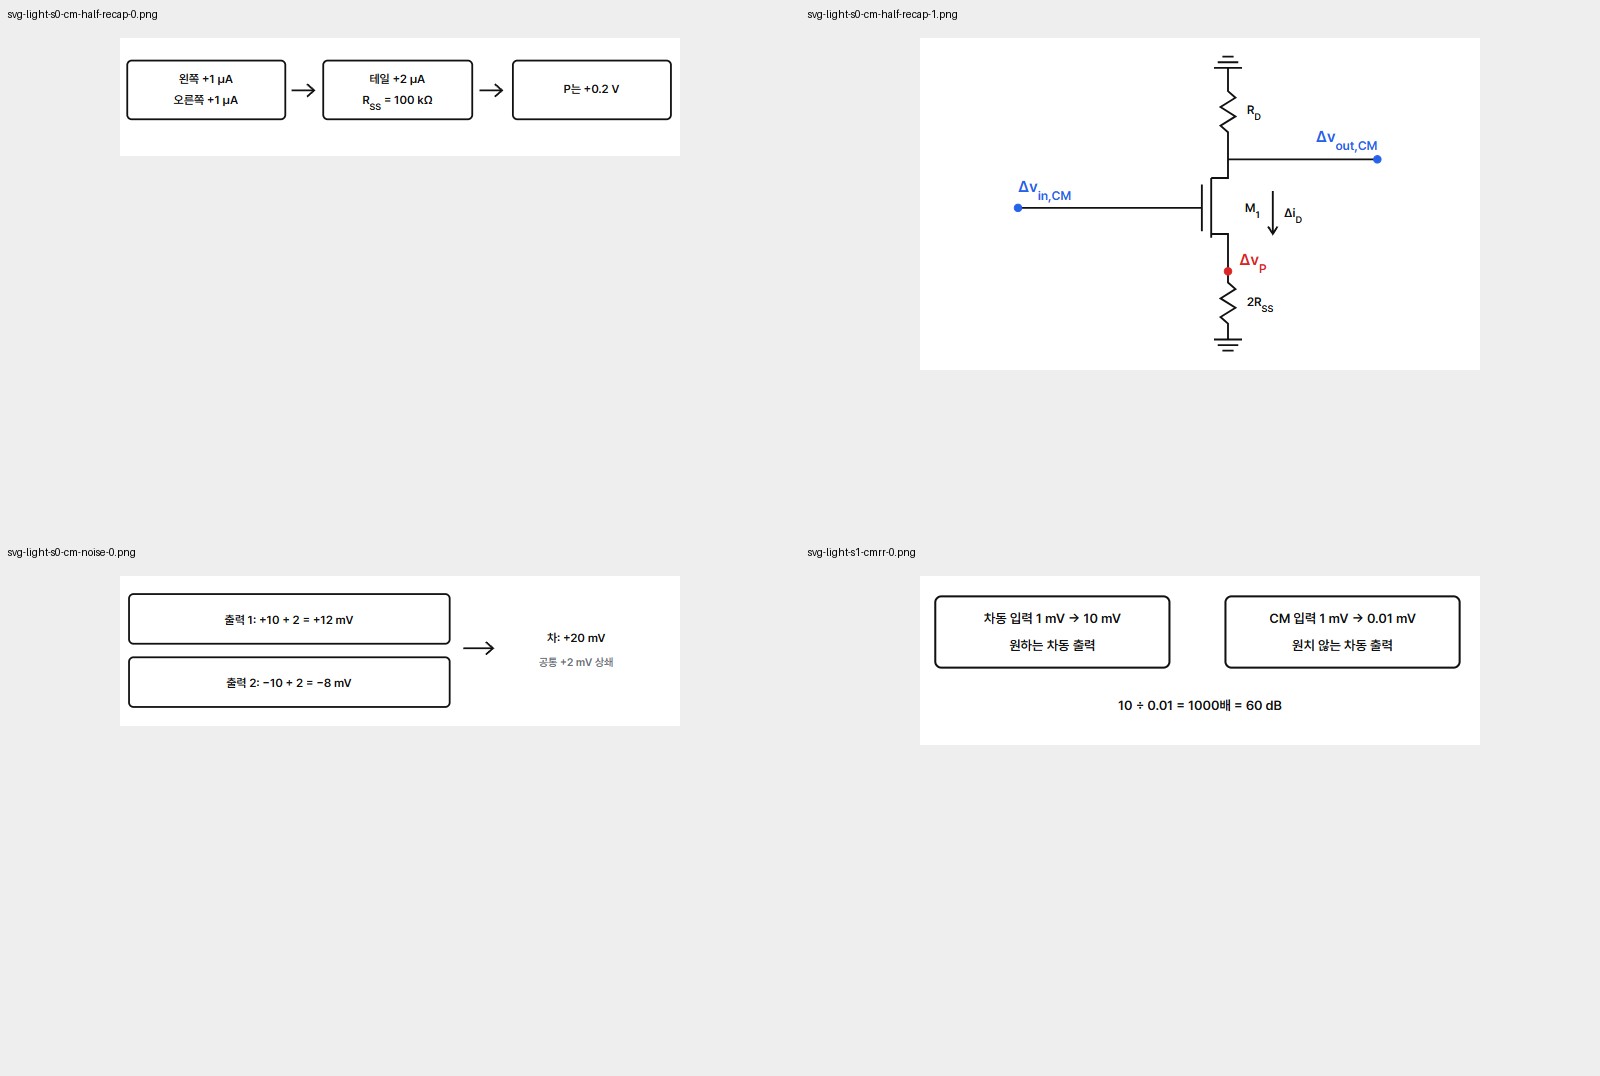 svg-light-s0-cm-half-recap-0.png
왼쪽 +1 µA
오른쪽 +1 µA
테일 +2 µA
RSS = 100 kΩ
P는 +0.2 V
svg-light-s0-cm-half-recap-1.png
RD
Δvout,CM
Δvin,CM
M1
ΔiD
ΔvP
2RSS
svg-light-s0-cm-noise-0.png
출력 1: +10 + 2 = +12 mV
출력 2: −10 + 2 = −8 mV
차: +20 mV
공통 +2 mV 상쇄
svg-light-s1-cmrr-0.png
차동 입력 1 mV → 10 mV
원하는 차동 출력
CM 입력 1 mV → 0.01 mV
원치 않는 차동 출력
10 ÷ 0.01 = 1000배 = 60 dB